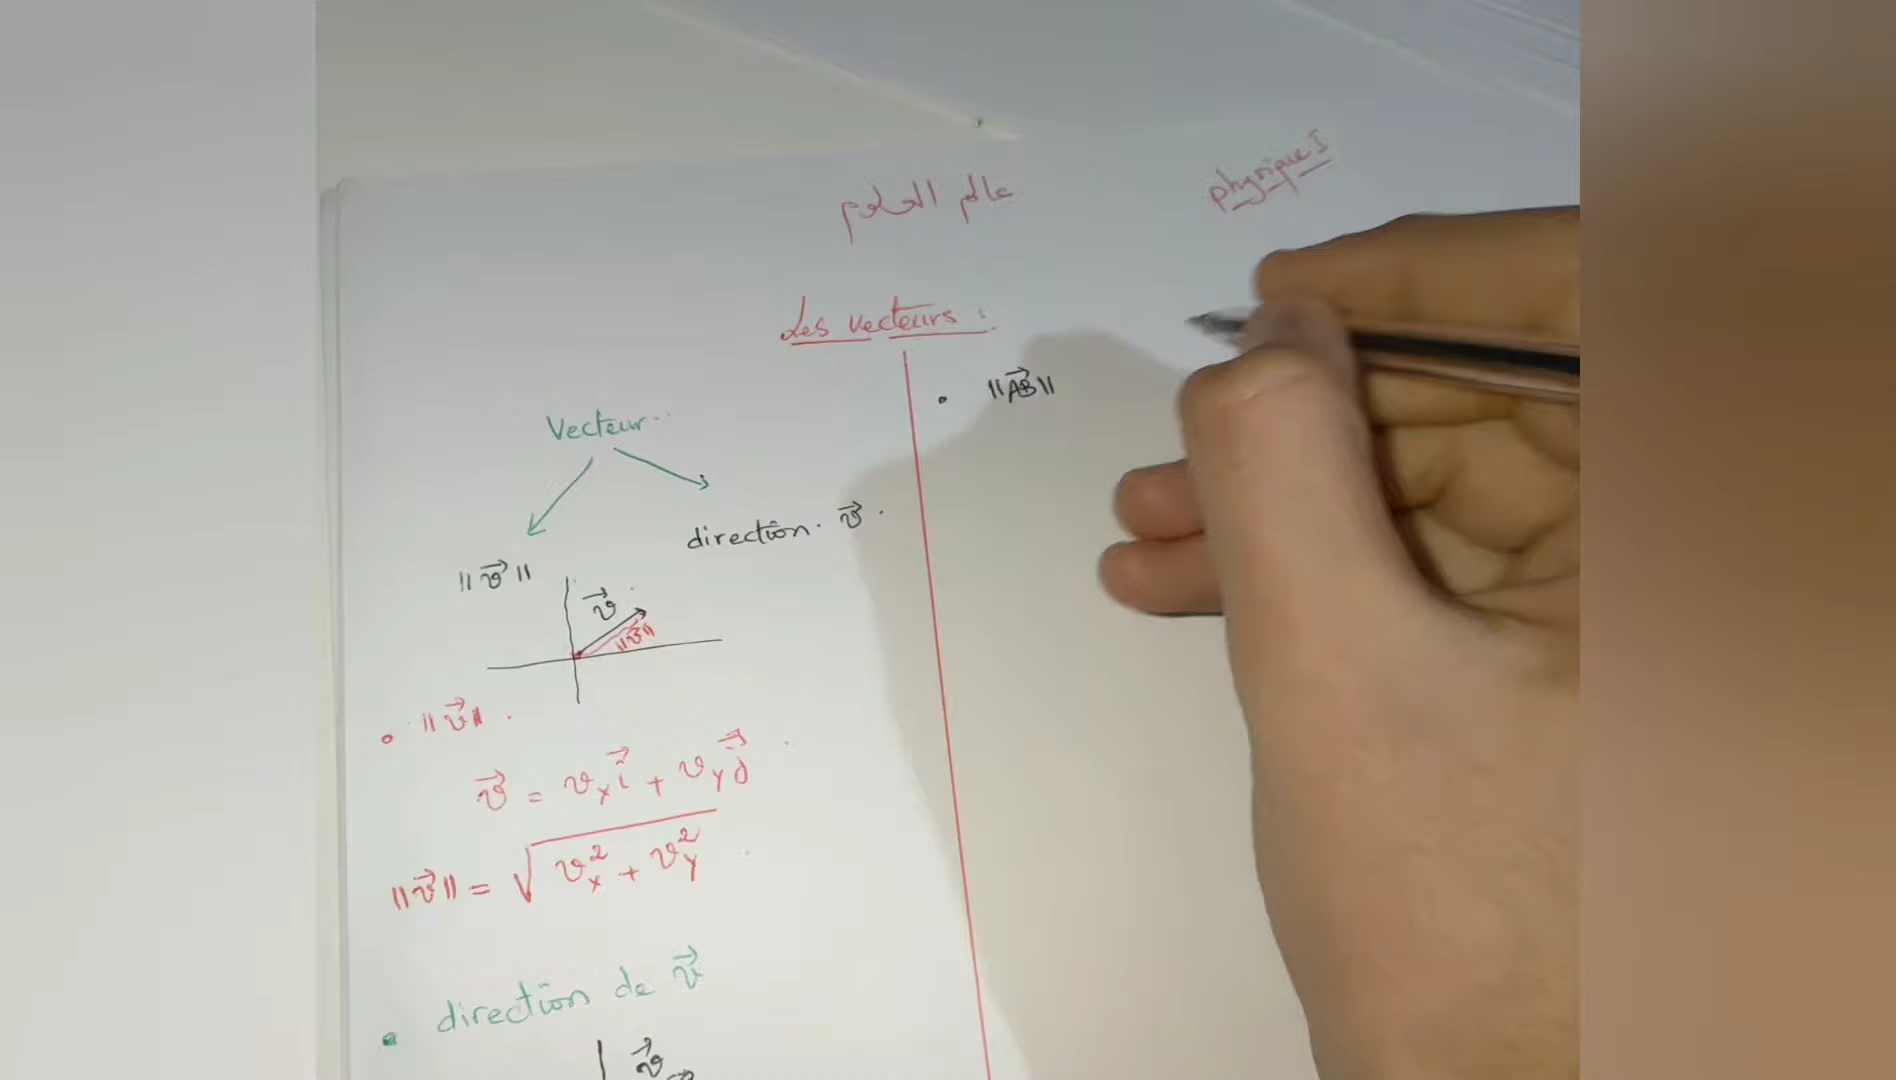 عالم العلوم
physique I
Les vecteurs :
Vecteur
direction. v⃗ .
||v⃗||
v⃗
||v⃗||
• ||v⃗|| .
v⃗ = vₓ i⃗ + vᵧ j⃗
||v⃗|| = √(vₓ² + vᵧ²)
• direction de v⃗
v⃗
• ||AB⃗||